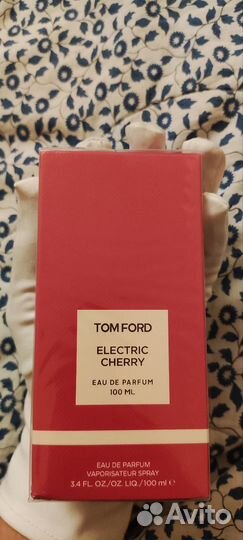 TOM FORD
ELECTRIC
CHERRY
EAU DE PARFUM
100 ML
EAU DE PARFUM
VAPORISATEUR SPRAY
3.4 FL. OZ./OZ. LIQ./100 ml ℮
Avito